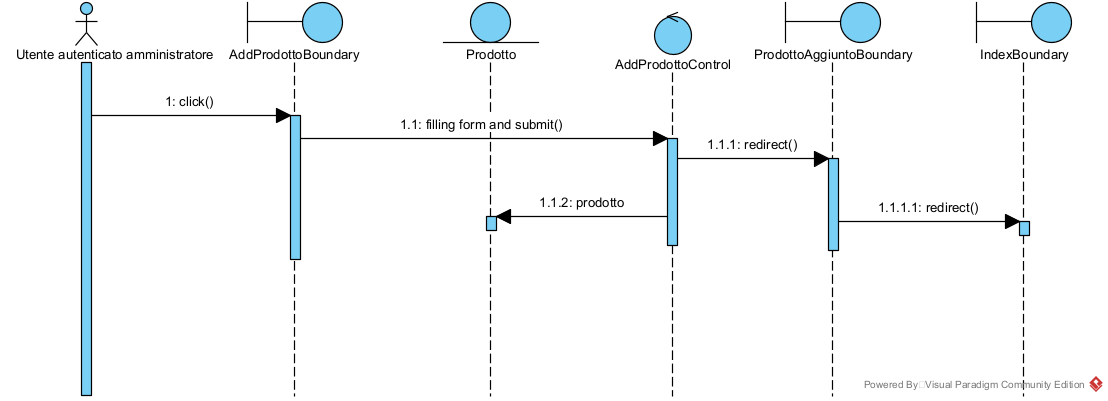 Utente autenticato amministratore
AddProdottoBoundary
Prodotto
AddProdottoControl
ProdottoAggiuntoBoundary
IndexBoundary
1: click()
1.1: filling form and submit()
1.1.1: redirect()
1.1.2: prodotto
1.1.1.1: redirect()
Powered By Visual Paradigm Community Edition